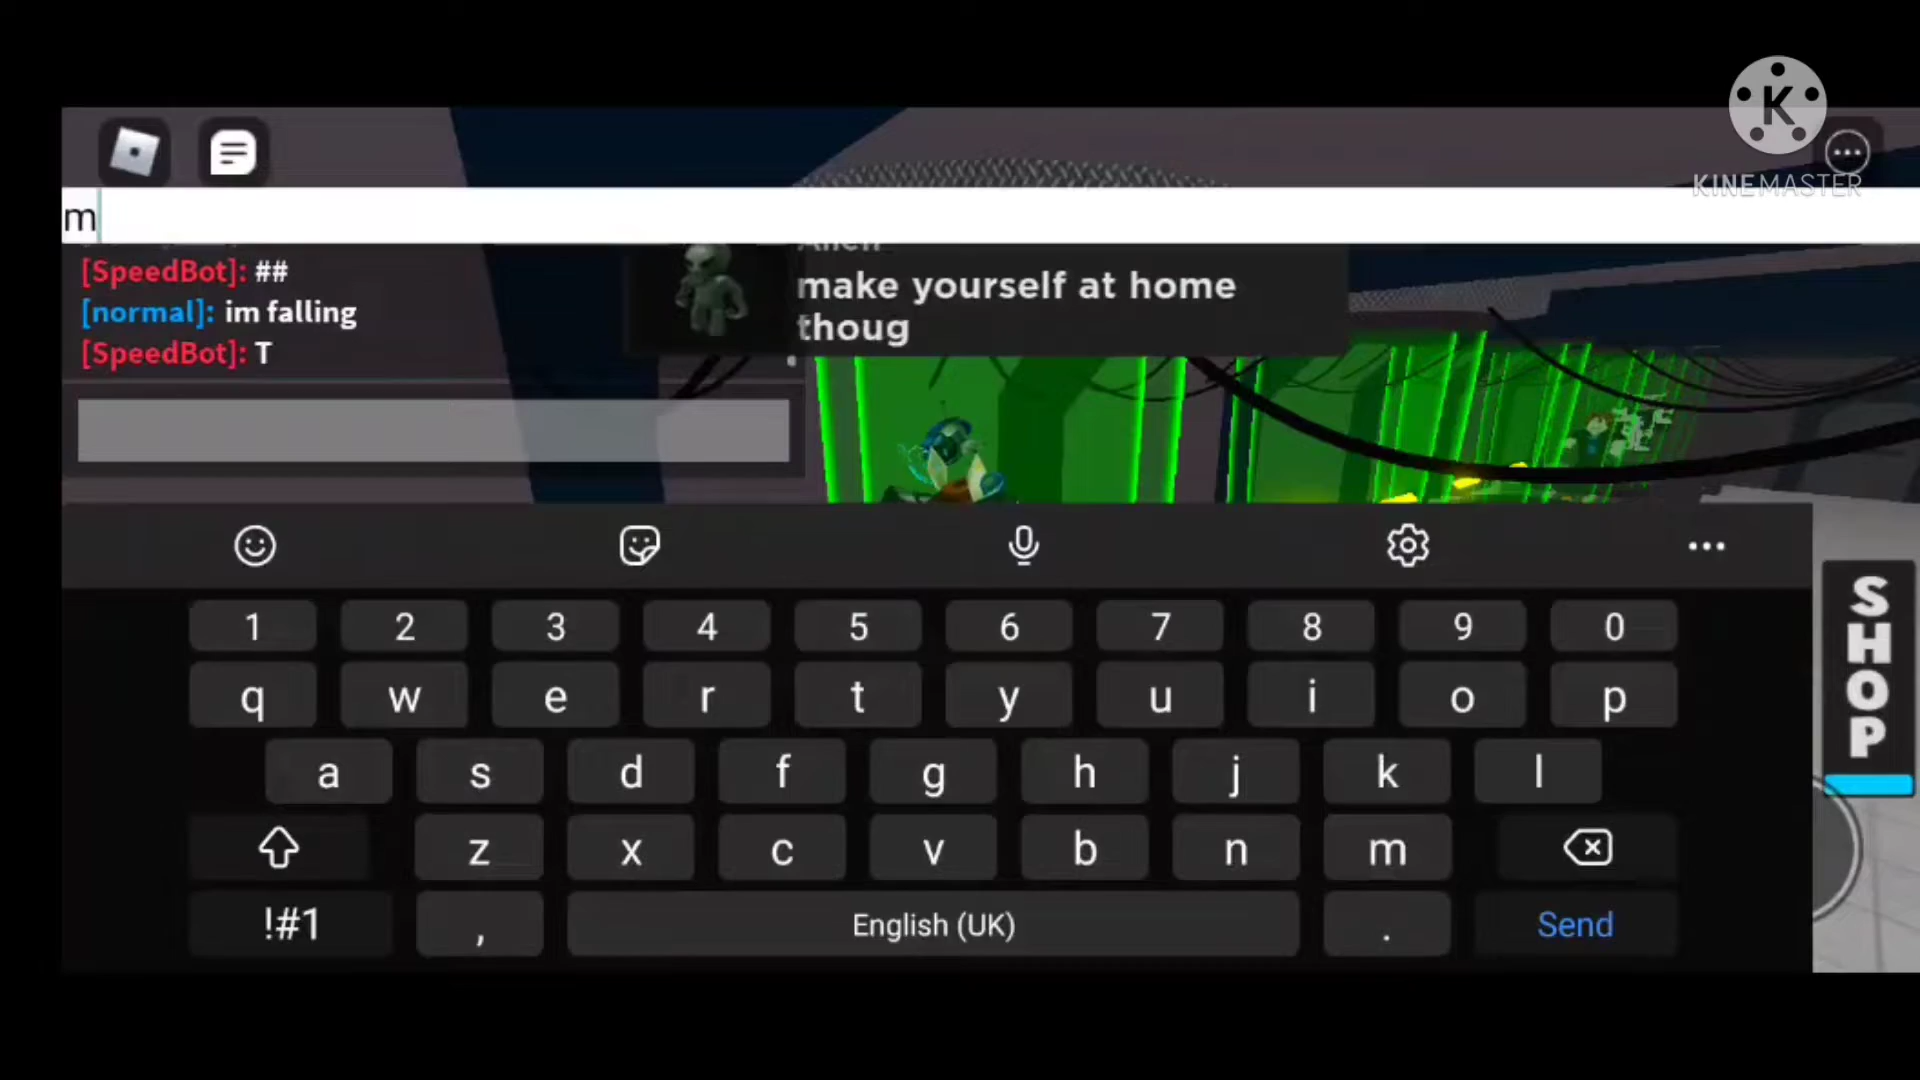 K
KINEMASTER
m
Alien
[SpeedBot]: ##
[normal]: im falling
[SpeedBot]: T
make yourself at home
thoug
1 2 3 4 5 6 7 8 9 0
q w e r t y u i o p
a s d f g h j k l
z x c v b n m
!#1 , English (UK) . Send
SHOP